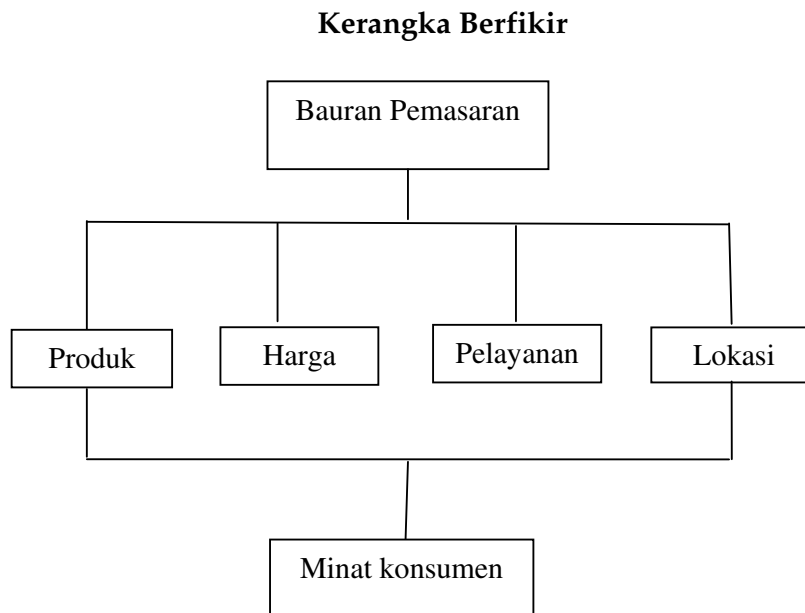 Kerangka Berfikir
Bauran Pemasaran
Produk
Harga
Pelayanan
Lokasi
Minat konsumen